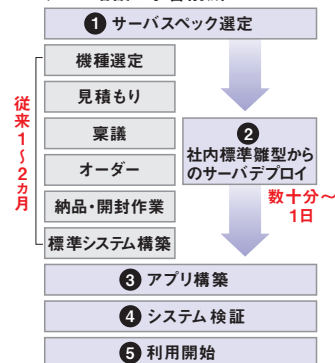 ❶ サーバスペック選定
機種選定
見積もり
稟議
オーダー
納品・開封作業
標準システム構築
従来1〜2ヵ月
❷
社内標準雛型から
のサーバデプロイ
数十分〜
1日
❸ アプリ構築
❹ システム検証
❺ 利用開始